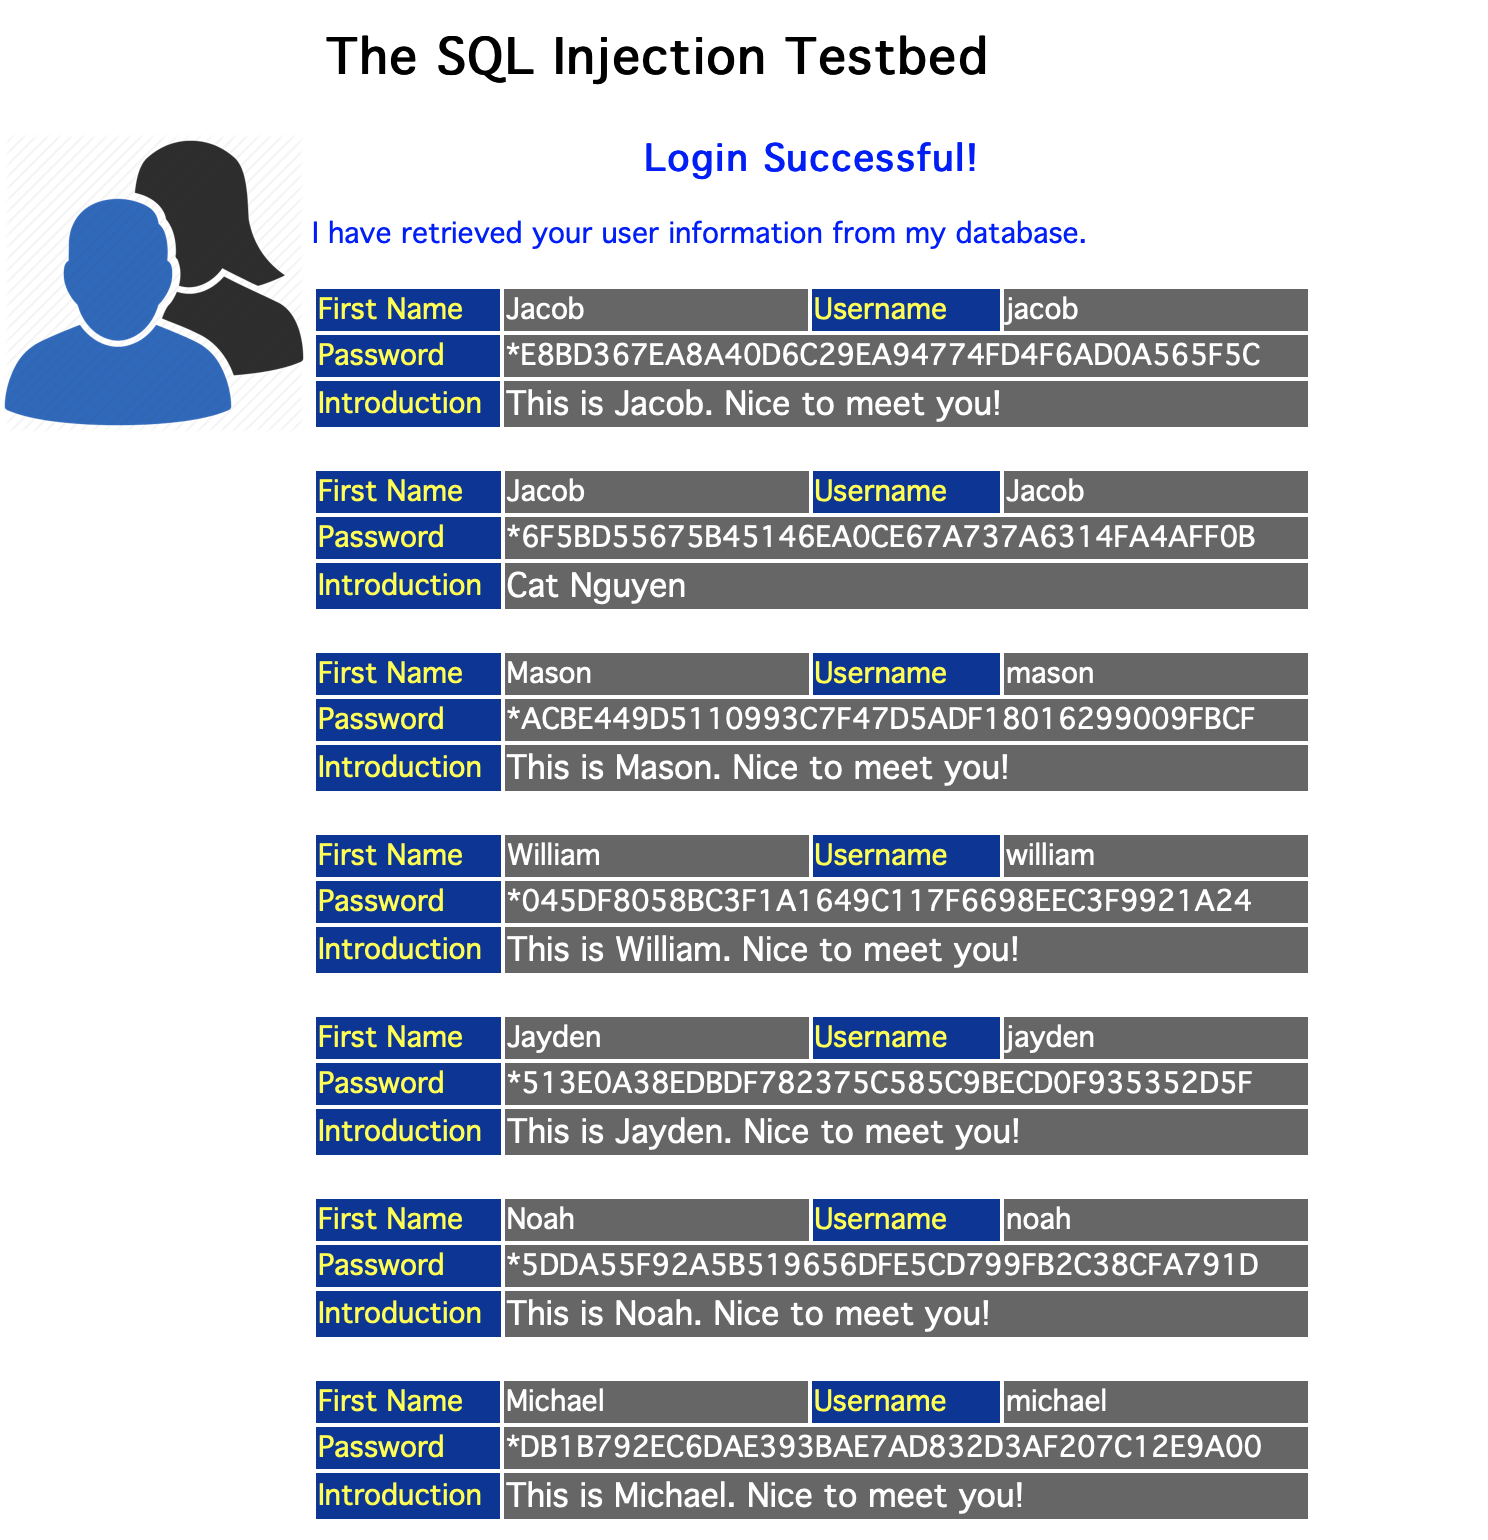 The SQL Injection Testbed
Login Successful!
I have retrieved your user information from my database.
First Name Jacob Username jacob
Password *E8BD367EA8A40D6C29EA94774FD4F6AD0A565F5C
Introduction This is Jacob. Nice to meet you!
First Name Jacob Username Jacob
Password *6F5BD55675B45146EA0CE67A737A6314FA4AFF0B
Introduction Cat Nguyen
First Name Mason Username mason
Password *ACBE449D5110993C7F47D5ADF18016299009FBCF
Introduction This is Mason. Nice to meet you!
First Name William Username william
Password *045DF8058BC3F1A1649C117F6698EEC3F9921A24
Introduction This is William. Nice to meet you!
First Name Jayden Username jayden
Password *513E0A38EDBDF782375C585C9BECD0F935352D5F
Introduction This is Jayden. Nice to meet you!
First Name Noah Username noah
Password *5DDA55F92A5B519656DFE5CD799FB2C38CFA791D
Introduction This is Noah. Nice to meet you!
First Name Michael Username michael
Password *DB1B792EC6DAE393BAE7AD832D3AF207C12E9A00
Introduction This is Michael. Nice to meet you!